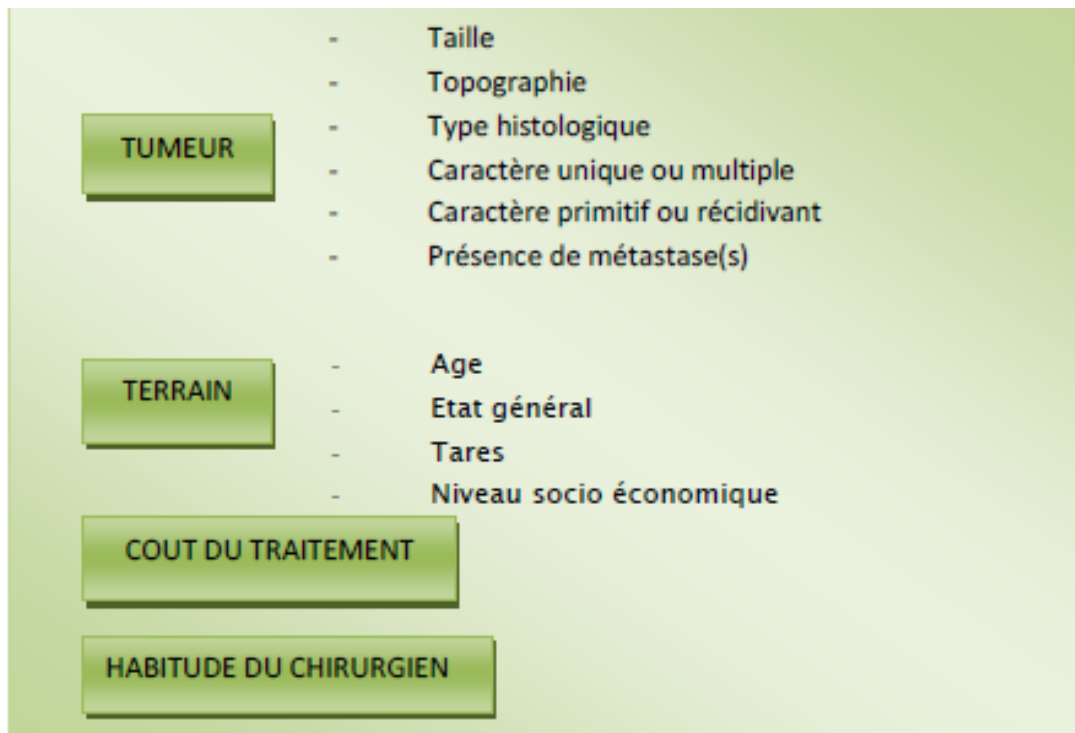 - Taille
- Topographie
TUMEUR
- Type histologique
- Caractère unique ou multiple
- Caractère primitif ou récidivant
- Présence de métastase(s)
TERRAIN
- Age
- Etat général
- Tares
- Niveau socio économique
COUT DU TRAITEMENT
HABITUDE DU CHIRURGIEN